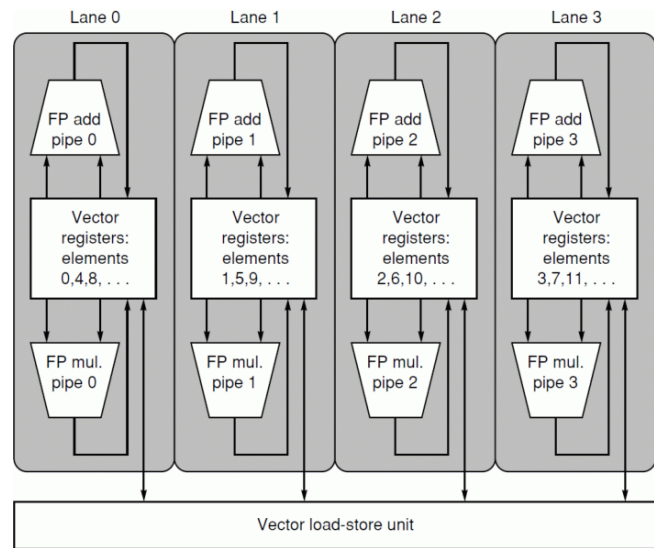 Lane 0
Lane 1
Lane 2
Lane 3
FP add
pipe 0
FP add
pipe 1
FP add
pipe 2
FP add
pipe 3
Vector
registers:
elements
0,4,8, . . .
Vector
registers:
elements
1,5,9, . . .
Vector
registers:
elements
2,6,10, . . .
Vector
registers:
elements
3,7,11, . . .
FP mul.
pipe 0
FP mul.
pipe 1
FP mul.
pipe 2
FP mul.
pipe 3
Vector load-store unit